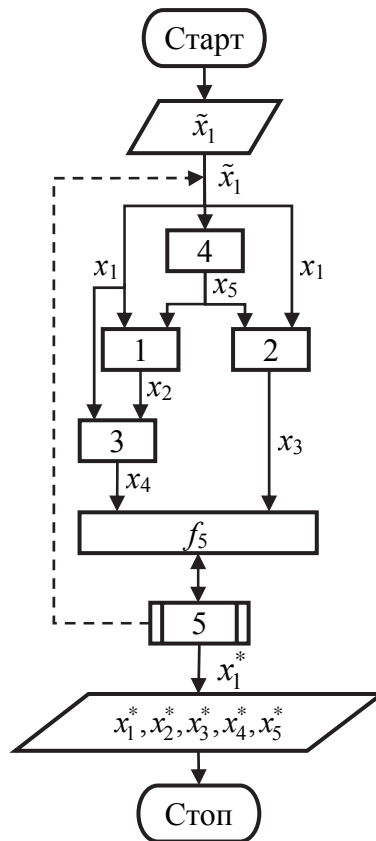 Старт
x̃₁
x̃₁
4
x₁ x₅ x₁
1 2
x₂
3
x₃
x₄
f₅
5
x₁*
x₁*, x₂*, x₃*, x₄*, x₅*
Стоп